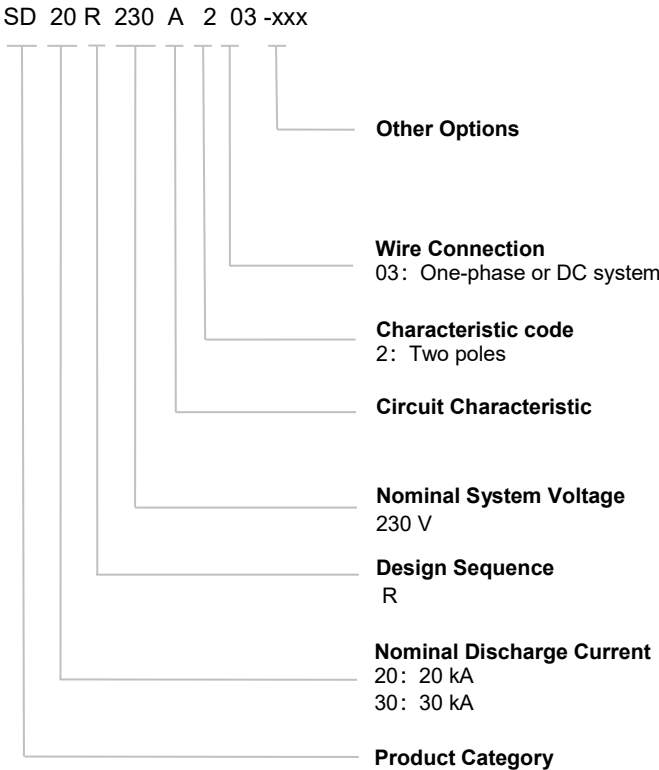 SD 20 R 230 A 2 03 -xxx
Other Options
Wire Connection
03：One-phase or DC system
Characteristic code
2：Two poles
Circuit Characteristic
Nominal System Voltage
230 V
Design Sequence
R
Nominal Discharge Current
20：20 kA
30：30 kA
Product Category